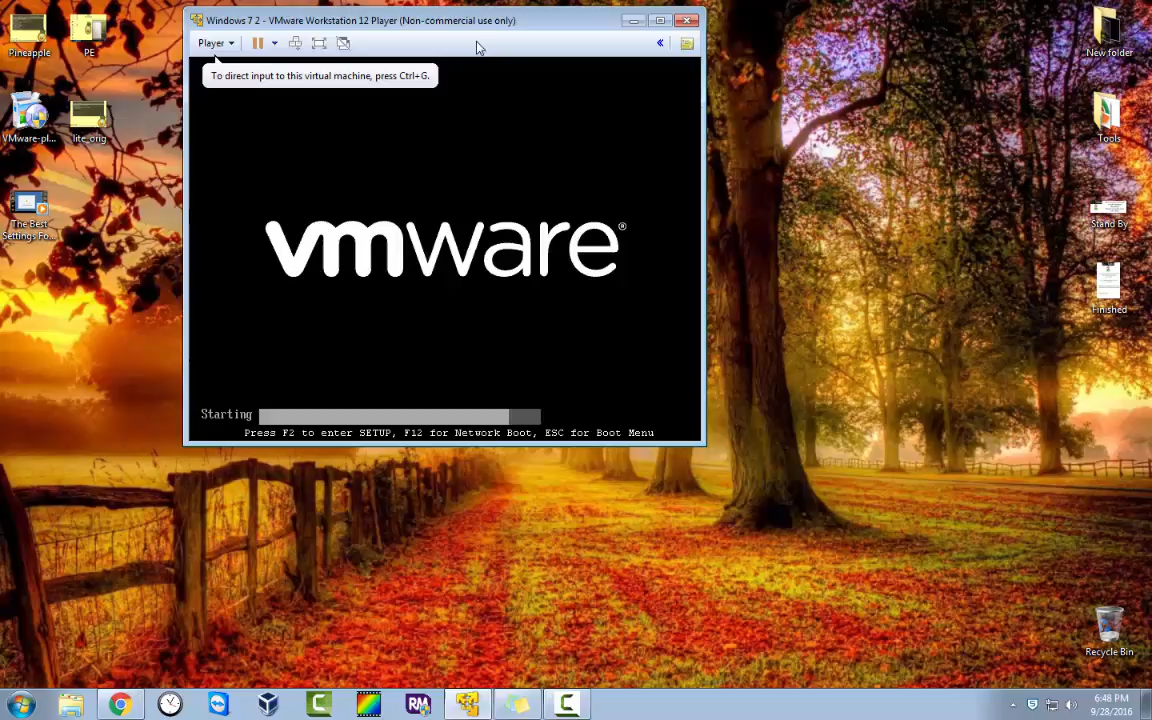 Windows 7 2 - VMware Workstation 12 Player (Non-commercial use only)
Player
To direct input to this virtual machine, press Ctrl+G.
vmware®
Starting
Press F2 to enter SETUP, F12 for Network Boot, ESC for Boot Menu
Pineapple
PE
VMware-pl...
lite_orig
The Best
Settings Fo...
New folder
Tools
Stand By
Finished
Recycle Bin
RM
6:48 PM
9/28/2016